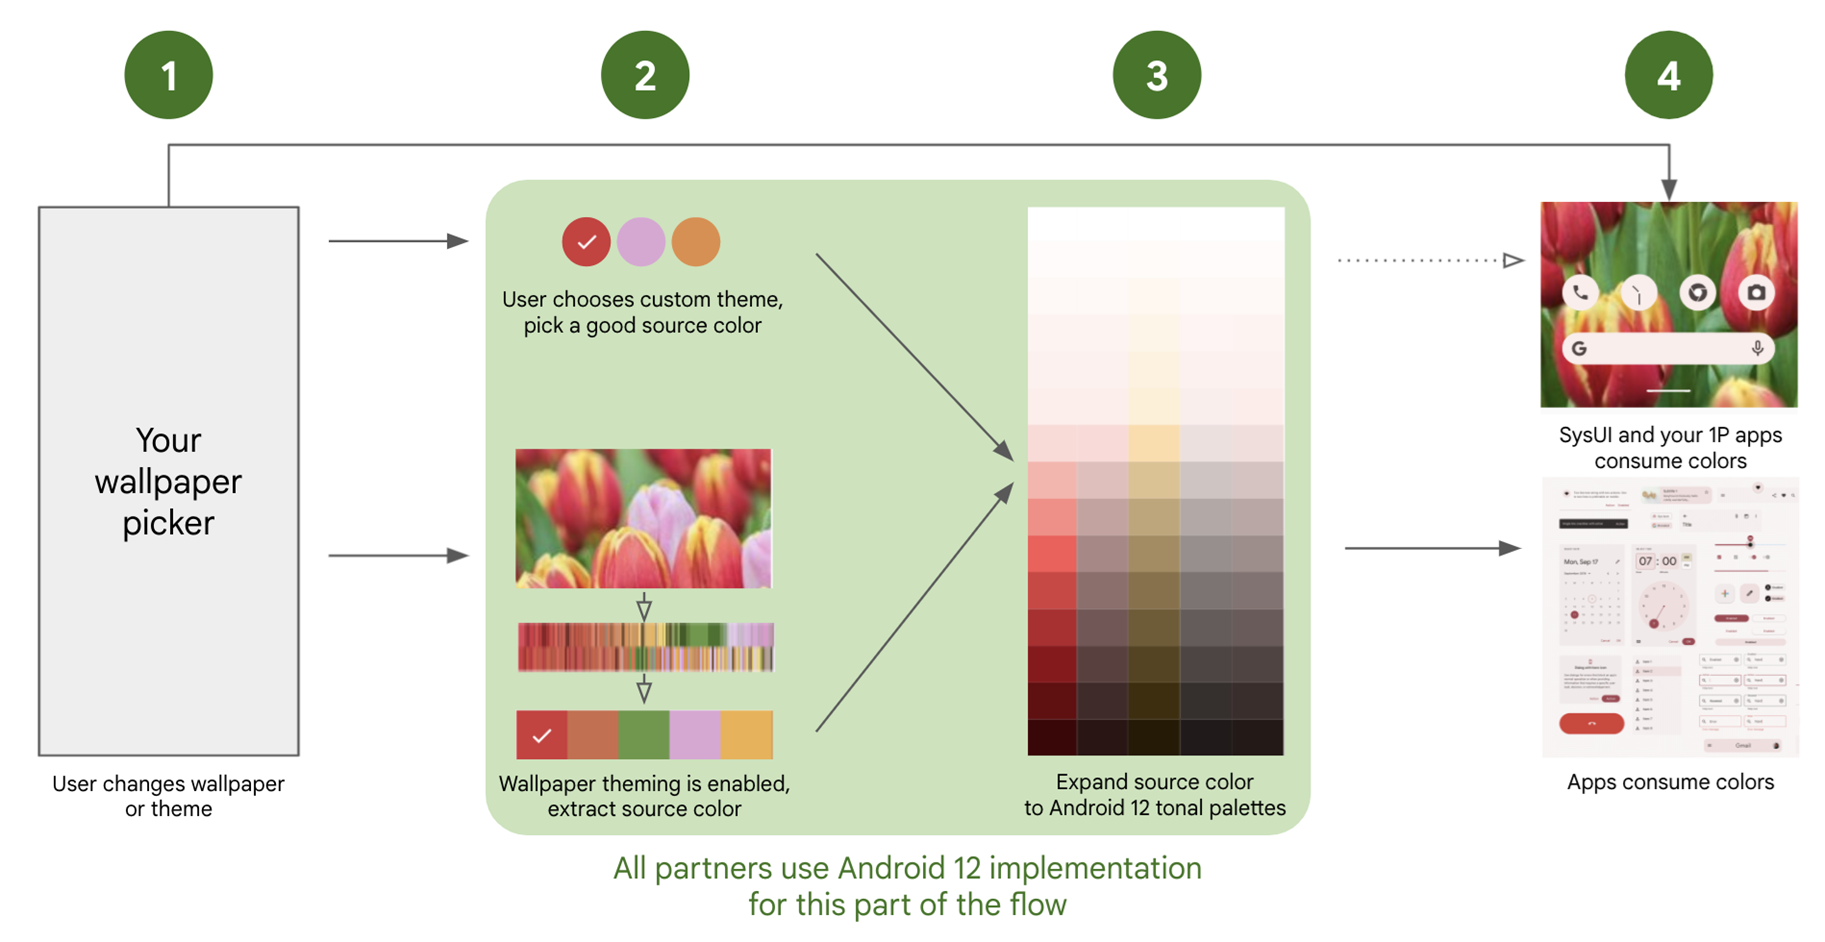 1
2
3
4
Your
wallpaper
picker
User changes wallpaper
or theme
User chooses custom theme,
pick a good source color
Wallpaper theming is enabled,
extract source color
Expand source color
to Android 12 tonal palettes
G
SysUI and your 1P apps
consume colors
Title
Mon, Sep 17
07:00
Gmail
Apps consume colors
All partners use Android 12 implementation
for this part of the flow